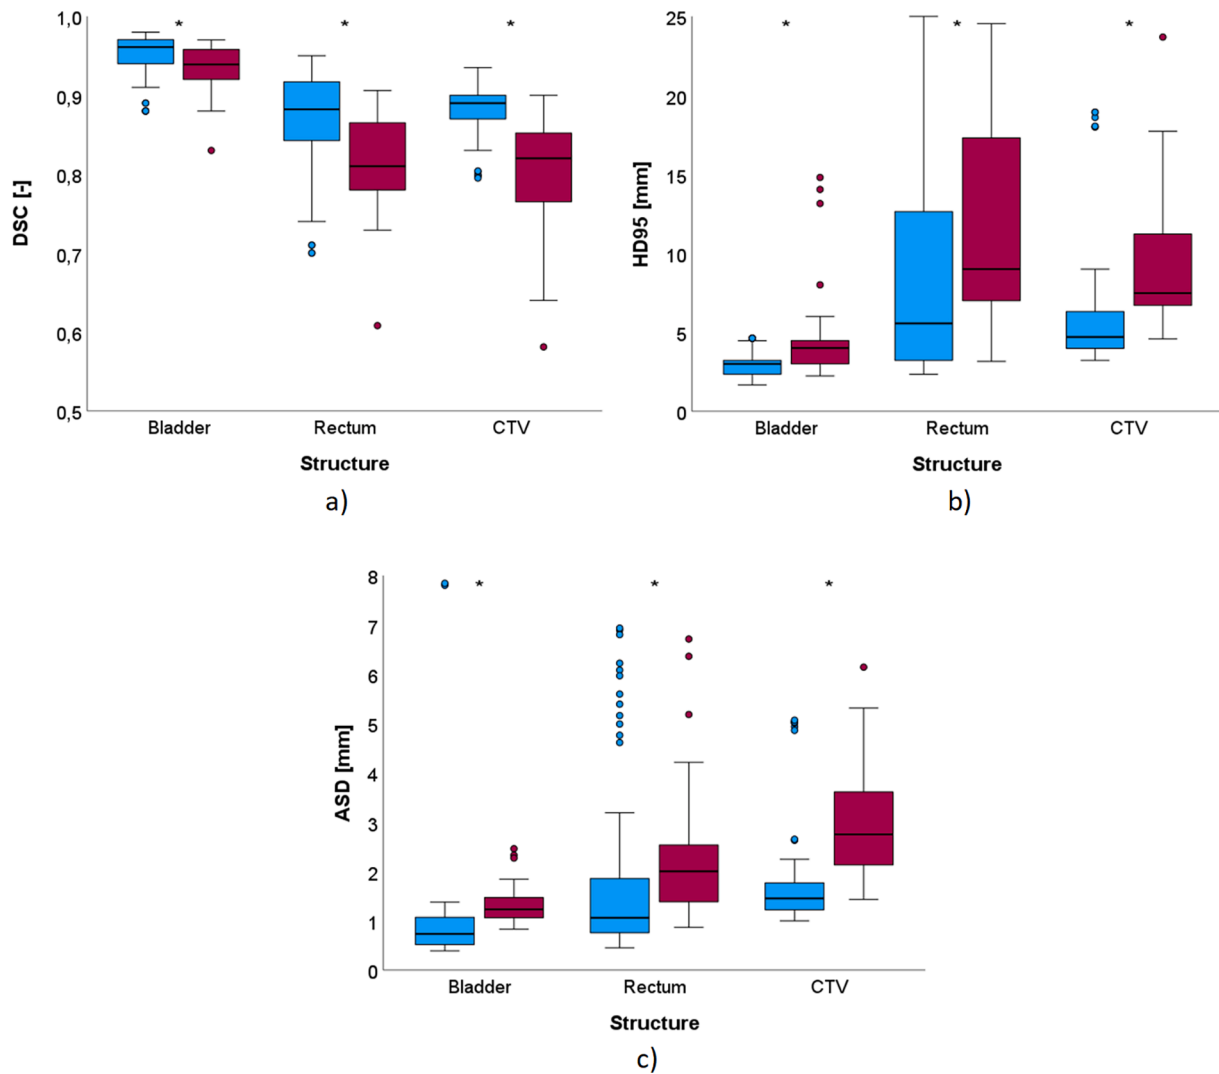 1,0
0,9
0,8
0,7
0,6
0,5
DSC [-]
* * *
Bladder Rectum CTV
Structure
a)
25
20
15
10
5
0
HD95 [mm]
* * *
Bladder Rectum CTV
Structure
b)
8
7
6
5
4
3
2
1
0
ASD [mm]
* * *
Bladder Rectum CTV
Structure
c)